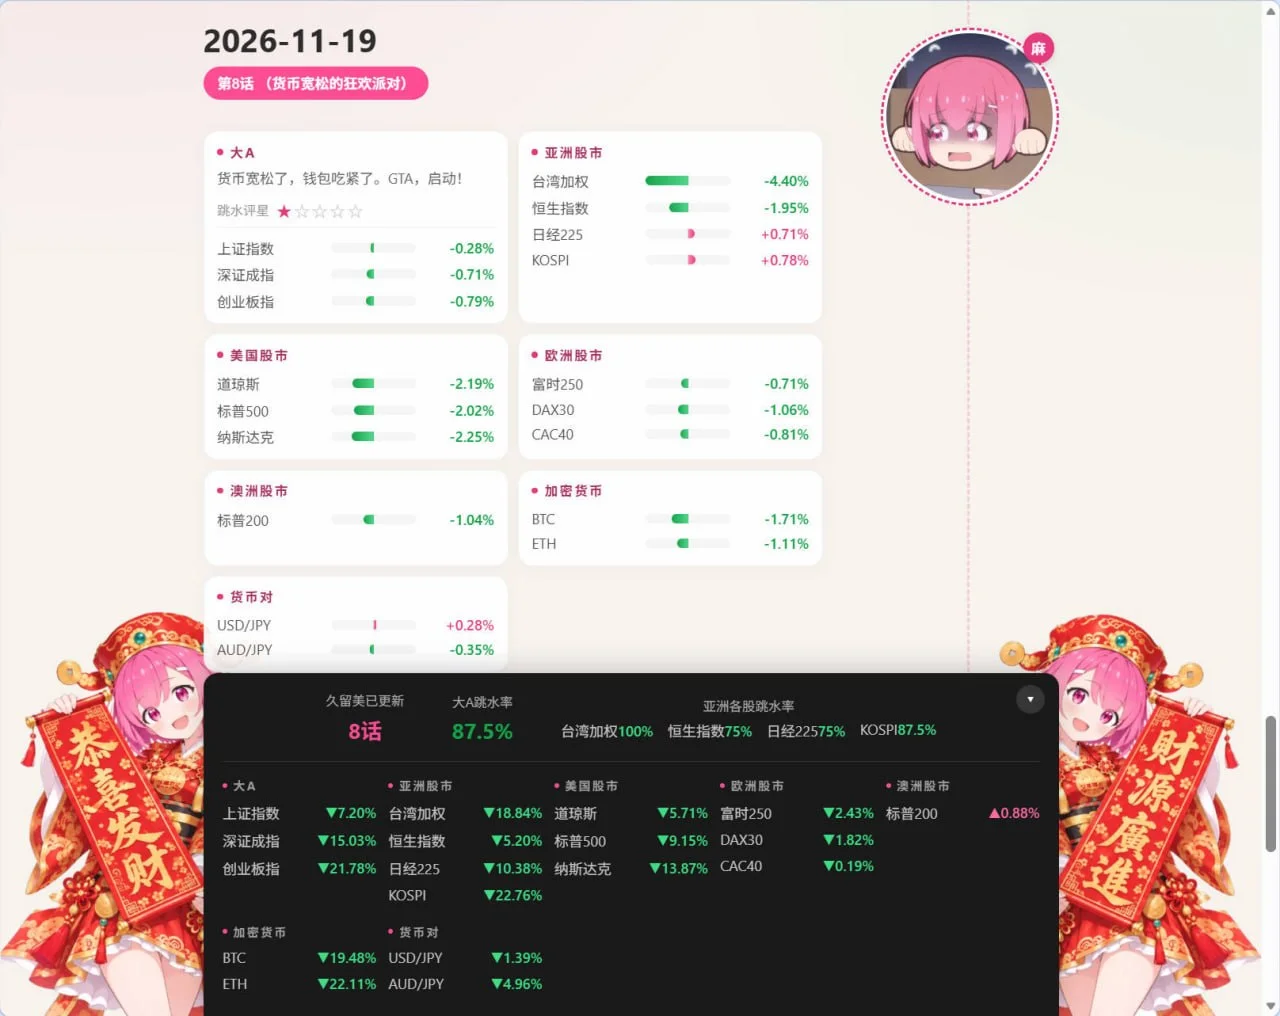 2026-11-19
第8话 （货币宽松的狂欢派对）
麻
大A
货币宽松了，钱包吃紧了。GTA，启动！
跳水评星 ★☆☆☆☆
上证指数 -0.28%
深证成指 -0.71%
创业板指 -0.79%
亚洲股市
台湾加权 -4.40%
恒生指数 -1.95%
日经225 +0.71%
KOSPI +0.78%
美国股市
道琼斯 -2.19%
标普500 -2.02%
纳斯达克 -2.25%
欧洲股市
富时250 -0.71%
DAX30 -1.06%
CAC40 -0.81%
澳洲股市
标普200 -1.04%
加密货币
BTC -1.71%
ETH -1.11%
货币对
USD/JPY +0.28%
AUD/JPY -0.35%
恭喜发财
財源廣進
久留美已更新
8话
大A跳水率
87.5%
亚洲各股跳水率
台湾加权100% 恒生指数75% 日经22575% KOSPI87.5%
▼
大A
上证指数 ▼7.20%
深证成指 ▼15.03%
创业板指 ▼21.78%
亚洲股市
台湾加权 ▼18.84%
恒生指数 ▼5.20%
日经225 ▼10.38%
KOSPI ▼22.76%
美国股市
道琼斯 ▼5.71%
标普500 ▼9.15%
纳斯达克 ▼13.87%
欧洲股市
富时250 ▼2.43%
DAX30 ▼1.82%
CAC40 ▼0.19%
澳洲股市
标普200 ▲0.88%
加密货币
BTC ▼19.48%
ETH ▼22.11%
货币对
USD/JPY ▼1.39%
AUD/JPY ▼4.96%